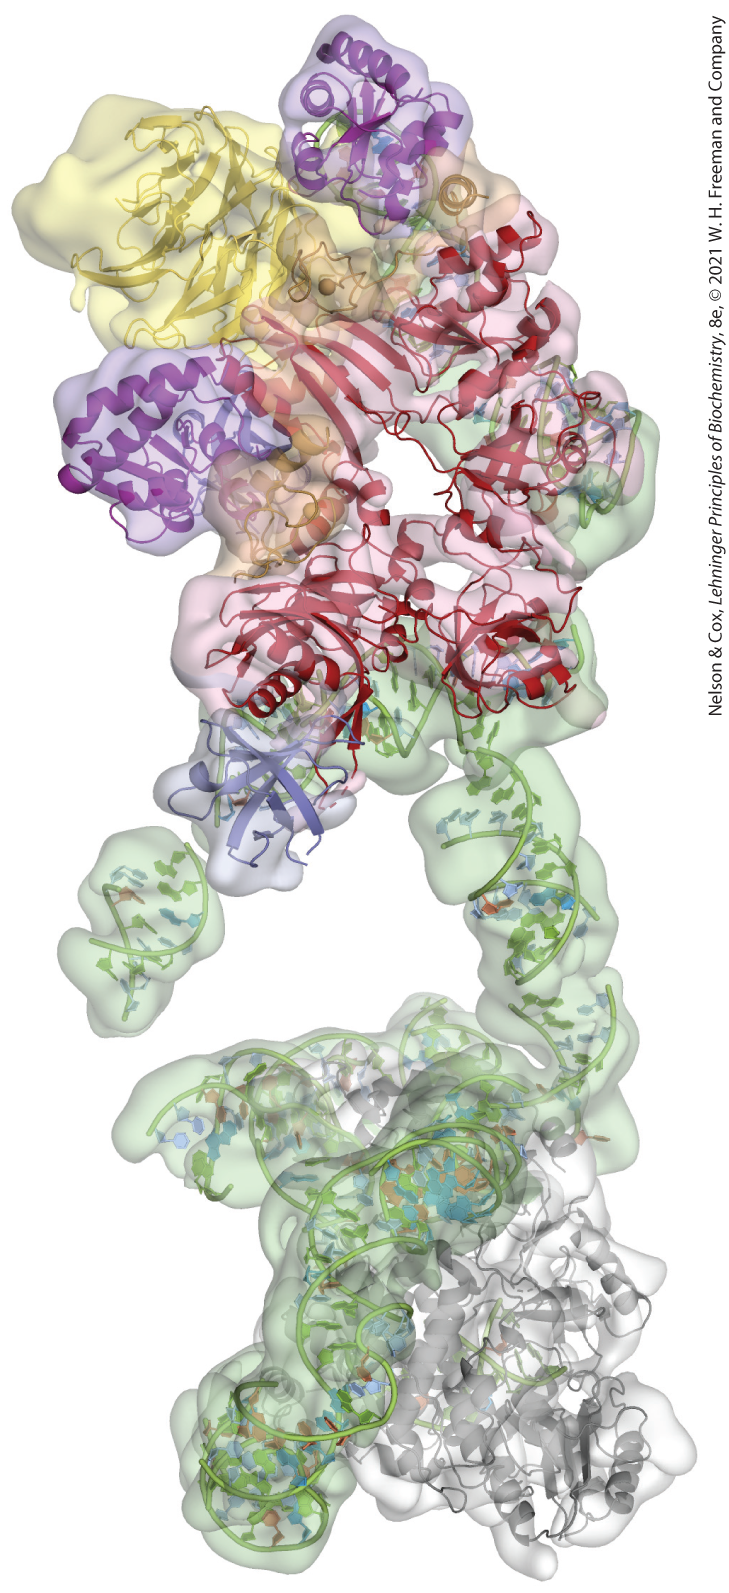 Nelson & Cox, Lehninger Principles of Biochemistry, 8e, © 2021 W. H. Freeman and Company